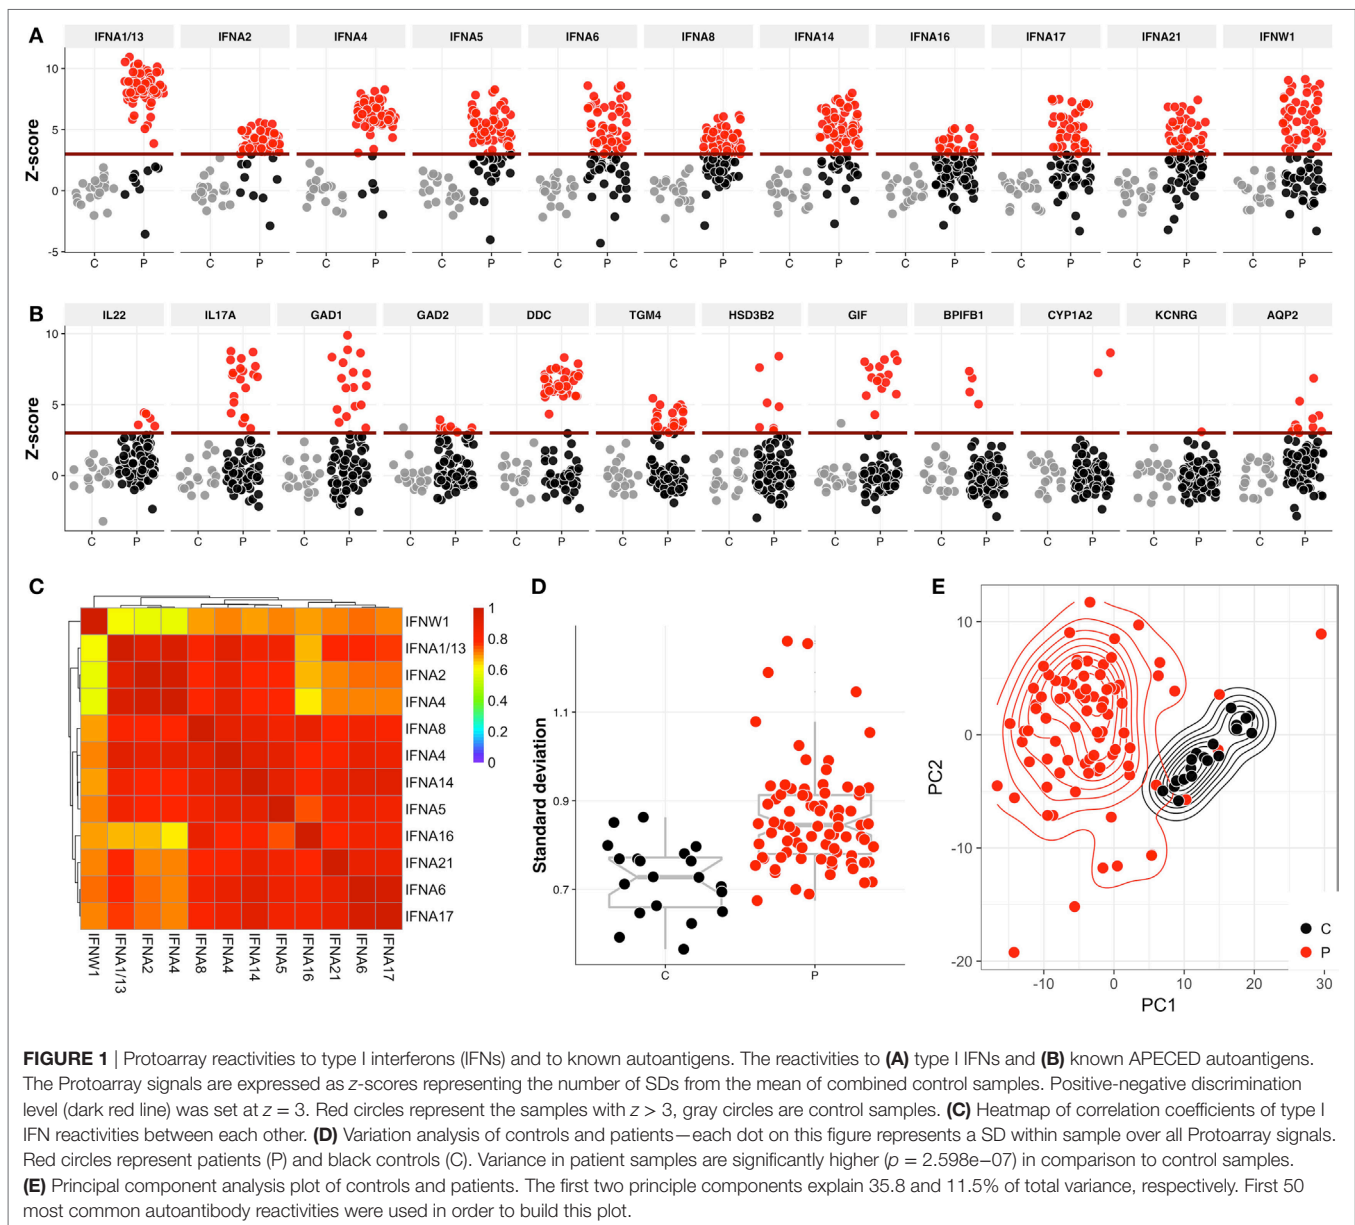 A
IFNA1/13 IFNA2 IFNA4 IFNA5 IFNA6 IFNA8 IFNA14 IFNA16 IFNA17 IFNA21 IFNW1
Z-score
10
5
0
-5
C P C P C P C P C P C P C P C P C P C P C P
B
IL22 IL17A GAD1 GAD2 DDC TGM4 HSD3B2 GIF BPIFB1 CYP1A2 KCNRG AQP2
Z-score
10
5
0
C P C P C P C P C P C P C P C P C P C P C P C P
C
IFNW1
IFNA1/13
IFNA2
IFNA4
IFNA8
IFNA4
IFNA14
IFNA5
IFNA16
IFNA21
IFNA6
IFNA17
1
0.8
0.6
0.4
0.2
0
IFNW1 IFNA1/13 IFNA2 IFNA4 IFNA8 IFNA4 IFNA14 IFNA5 IFNA16 IFNA21 IFNA6 IFNA17
D
Standard deviation
1.1
0.9
0.7
C P
E
PC2
10
0
-10
-20
-10 0 10 20 30
PC1
C
P
FIGURE 1 | Protoarray reactivities to type I interferons (IFNs) and to known autoantigens. The reactivities to (A) type I IFNs and (B) known APECED autoantigens.
The Protoarray signals are expressed as z-scores representing the number of SDs from the mean of combined control samples. Positive-negative discrimination
level (dark red line) was set at z = 3. Red circles represent the samples with z > 3, gray circles are control samples. (C) Heatmap of correlation coefficients of type I
IFN reactivities between each other. (D) Variation analysis of controls and patients—each dot on this figure represents a SD within sample over all Protoarray signals.
Red circles represent patients (P) and black controls (C). Variance in patient samples are significantly higher (p = 2.598e−07) in comparison to control samples.
(E) Principal component analysis plot of controls and patients. The first two principle components explain 35.8 and 11.5% of total variance, respectively. First 50
most common autoantibody reactivities were used in order to build this plot.